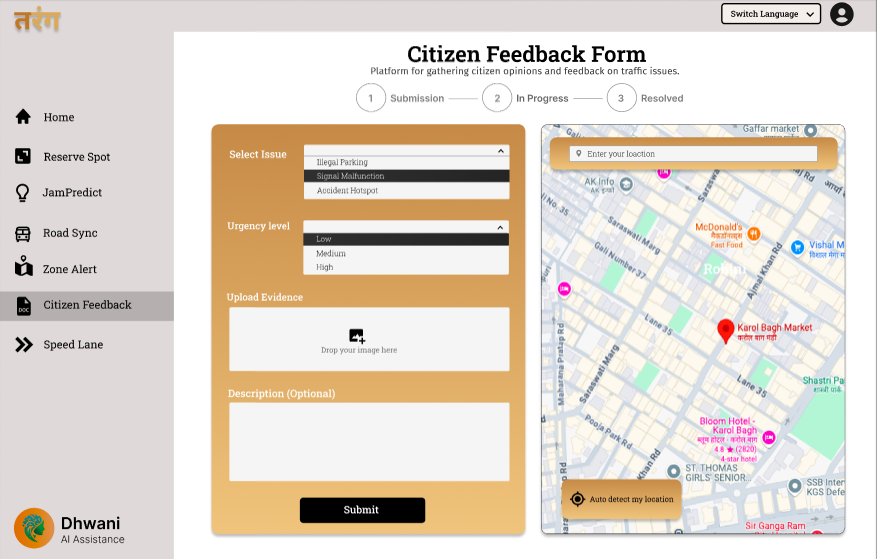 तरंग
Switch Language
Citizen Feedback Form
Platform for gathering citizen opinions and feedback on traffic issues.
1 Submission
2 In Progress
3 Resolved
Home
Reserve Spot
JamPredict
Road Sync
Zone Alert
DOC
Citizen Feedback
Speed Lane
Dhwani
AI Assistance
Select Issue
Illegal Parking
Signal Malfunction
Accident Hotspot
Urgency level
Low
Medium
High
Upload Evidence
Drop your image here
Description (Optional)
Submit
Gaffar market
Enter your loaction
AK Info
Saraswati Marg
Gali Number 37
McDonald's
मैकडॉनल्ड्स
Fast Food
Ajmal Khan Rd
Vishal M
Lane 35
Karol Bagh Market
करोल बाग मंडी
Maharana Pratap Rd
Saraswati Marg
Lane 35
Shastri Pa
Pooja Park Rd
Bloom Hotel -
Karol Bagh
ब्लूम हॉटेल - करोल बाग
4.8 ★ (2820)
4-star hotel
Khan Rd
ST. THOMAS
GIRLS' SENIOR...
SSB Inter
KGS Defe
Auto detect my location
Sir Ganga Ram